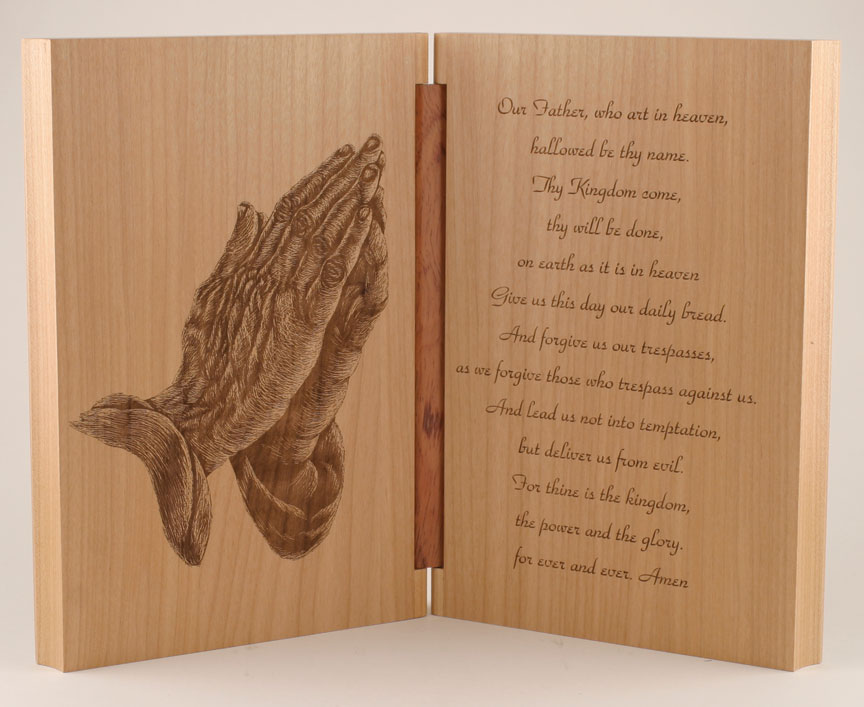 Our Father, who art in heaven,
hallowed be thy name.
Thy Kingdom come,
thy will be done,
on earth as it is in heaven
Give us this day our daily bread.
And forgive us our trespasses,
as we forgive those who trespass against us.
And lead us not into temptation,
but deliver us from evil.
For thine is the kingdom,
the power and the glory.
for ever and ever. Amen